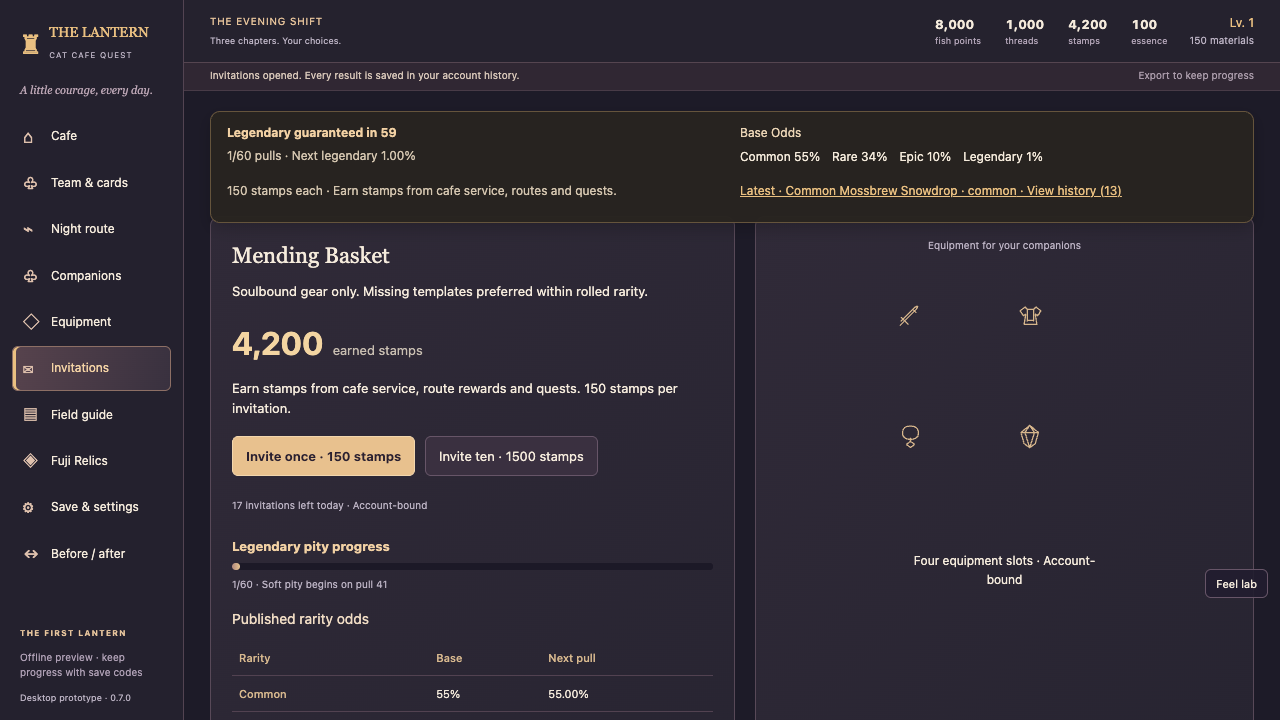 THE LANTERN
CAT CAFE QUEST
A little courage, every day.
Cafe
Team & cards
Night route
Companions
Equipment
Invitations
Field guide
Fuji Relics
Save & settings
Before / after
THE FIRST LANTERN
Offline preview · keep
progress with save codes
Desktop prototype · 0.7.0
THE EVENING SHIFT
Three chapters. Your choices.
8,000
fish points
1,000
threads
4,200
stamps
100
essence
Lv. 1
150 materials
Invitations opened. Every result is saved in your account history.
Export to keep progress
Legendary guaranteed in 59
1/60 pulls · Next legendary 1.00%
150 stamps each · Earn stamps from cafe service, routes and quests.
Base Odds
Common 55% Rare 34% Epic 10% Legendary 1%
Latest · Common Mossbrew Snowdrop · common · View history (13)
Mending Basket
Soulbound gear only. Missing templates preferred within rolled rarity.
4,200 earned stamps
Earn stamps from cafe service, route rewards and quests. 150 stamps per
invitation.
Invite once · 150 stamps
Invite ten · 1500 stamps
17 invitations left today · Account-bound
Legendary pity progress
1/60 · Soft pity begins on pull 41
Published rarity odds
Rarity Base Next pull
Common 55% 55.00%
Equipment for your companions
Four equipment slots · Account-
bound
Feel lab